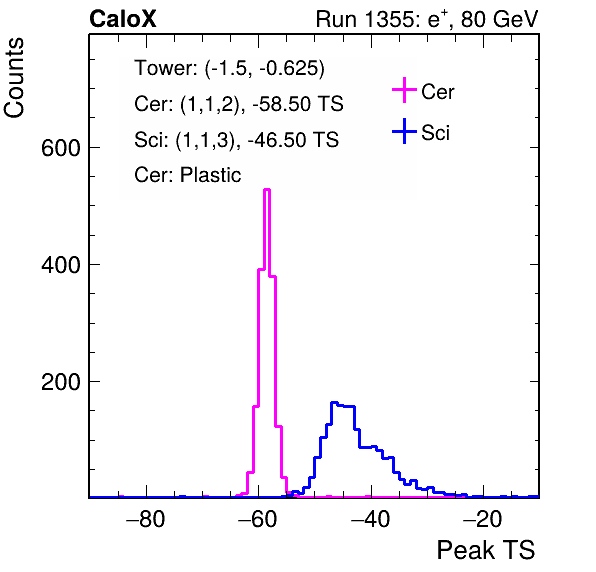 CaloX Run 1355: e⁺, 80 GeV
Counts
Tower: (-1.5, -0.625)
Cer: (1,1,2), -58.50 TS
Sci: (1,1,3), -46.50 TS
Cer: Plastic
Cer
Sci
600
400
200
−80 −60 −40 −20
Peak TS